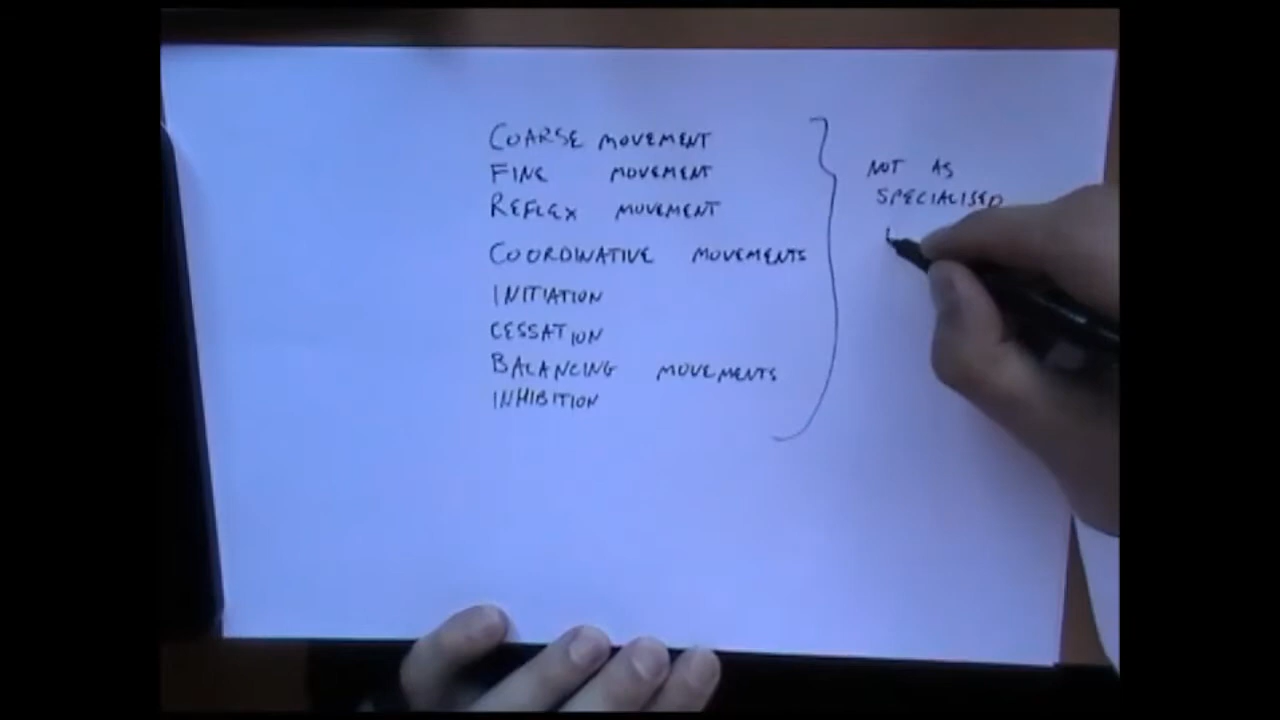 COARSE MOVEMENT
FINE MOVEMENT
REFLEX MOVEMENT
COORDINATIVE MOVEMENTS
INITIATION
CESSATION
BALANCING MOVEMENTS
INHIBITION
NOT AS
SPECIALISED